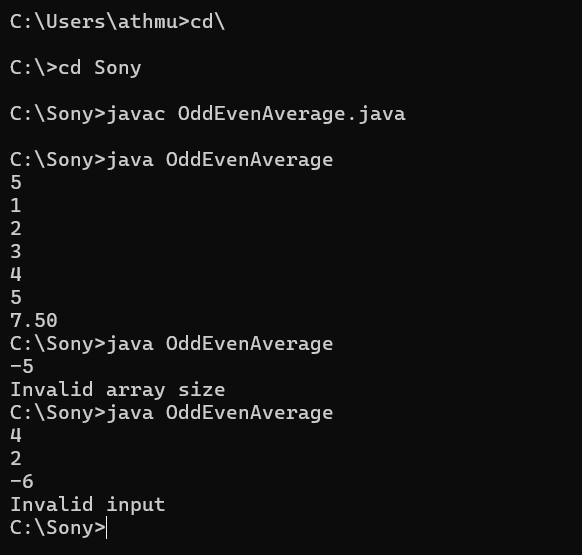 C:\Users\athmu>cd\
C:\>cd Sony
C:\Sony>javac OddEvenAverage.java
C:\Sony>java OddEvenAverage
5
1
2
3
4
5
7.50
C:\Sony>java OddEvenAverage
-5
Invalid array size
C:\Sony>java OddEvenAverage
4
2
-6
Invalid input
C:\Sony>